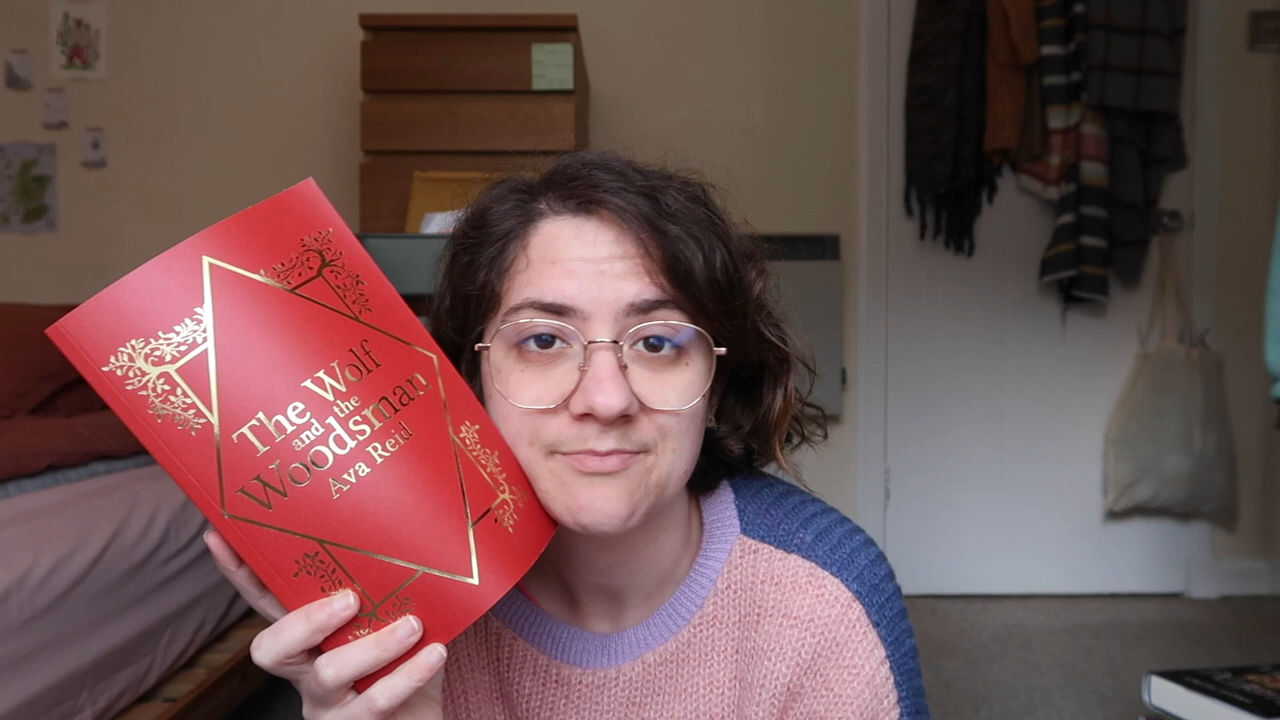 The Wolf
and the
Woodsman
Ava Reid